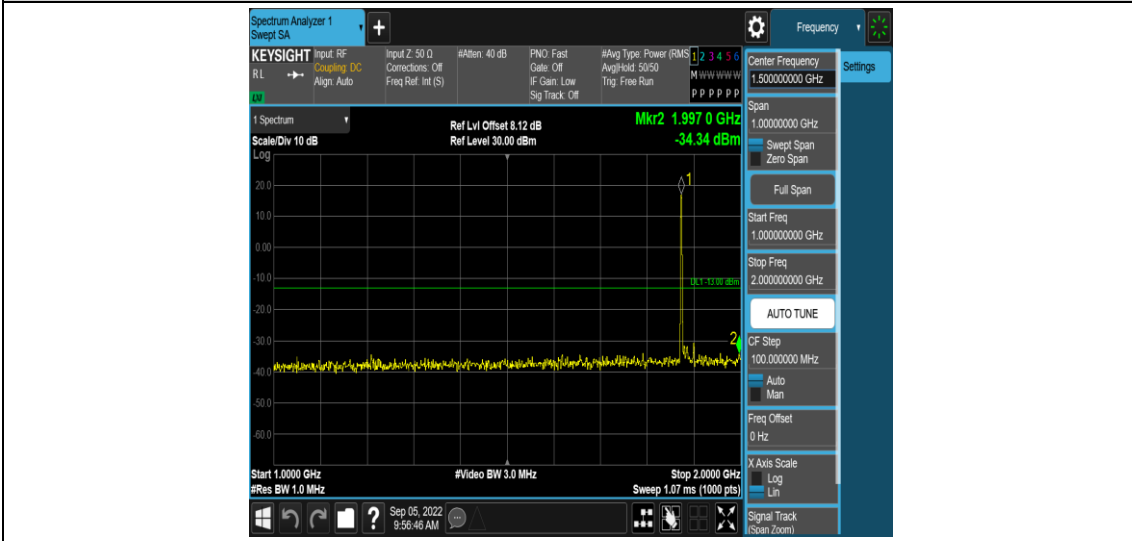 Spectrum Analyzer 1
Swept SA
Frequency
KEYSIGHT Input: RF
R L Coupling: DC
Align: Auto
Input Z: 50 Ω
Corrections: Off
Freq Ref: Int (S)
#Atten: 40 dB
PNO: Fast
Gate: Off
IF Gain: Low
Sig Track: Off
#Avg Type: Power (RMS
Avg|Hold: 50/50
Trig: Free Run
1 2 3 4 5 6
M W W W W W
P P P P P P
1 Spectrum
Scale/Div 10 dB
Log
Ref Lvl Offset 8.12 dB
Ref Level 30.00 dBm
Mkr2 1.997 0 GHz
-34.34 dBm
20.0
10.0
0.00
-10.0
-20.0
-30.0
-40.0
-50.0
-60.0
1
DL1 -13.00 dBm
2
Start 1.0000 GHz
#Res BW 1.0 MHz
#Video BW 3.0 MHz
Stop 2.0000 GHz
Sweep 1.07 ms (1000 pts)
Sep 05, 2022
9:56:46 AM
Center Frequency
1.500000000 GHz
Settings
Span
1.00000000 GHz
Swept Span
Zero Span
Full Span
Start Freq
1.000000000 GHz
Stop Freq
2.000000000 GHz
AUTO TUNE
CF Step
100.000000 MHz
Auto
Man
Freq Offset
0 Hz
X Axis Scale
Log
Lin
Signal Track
(Span Zoom)